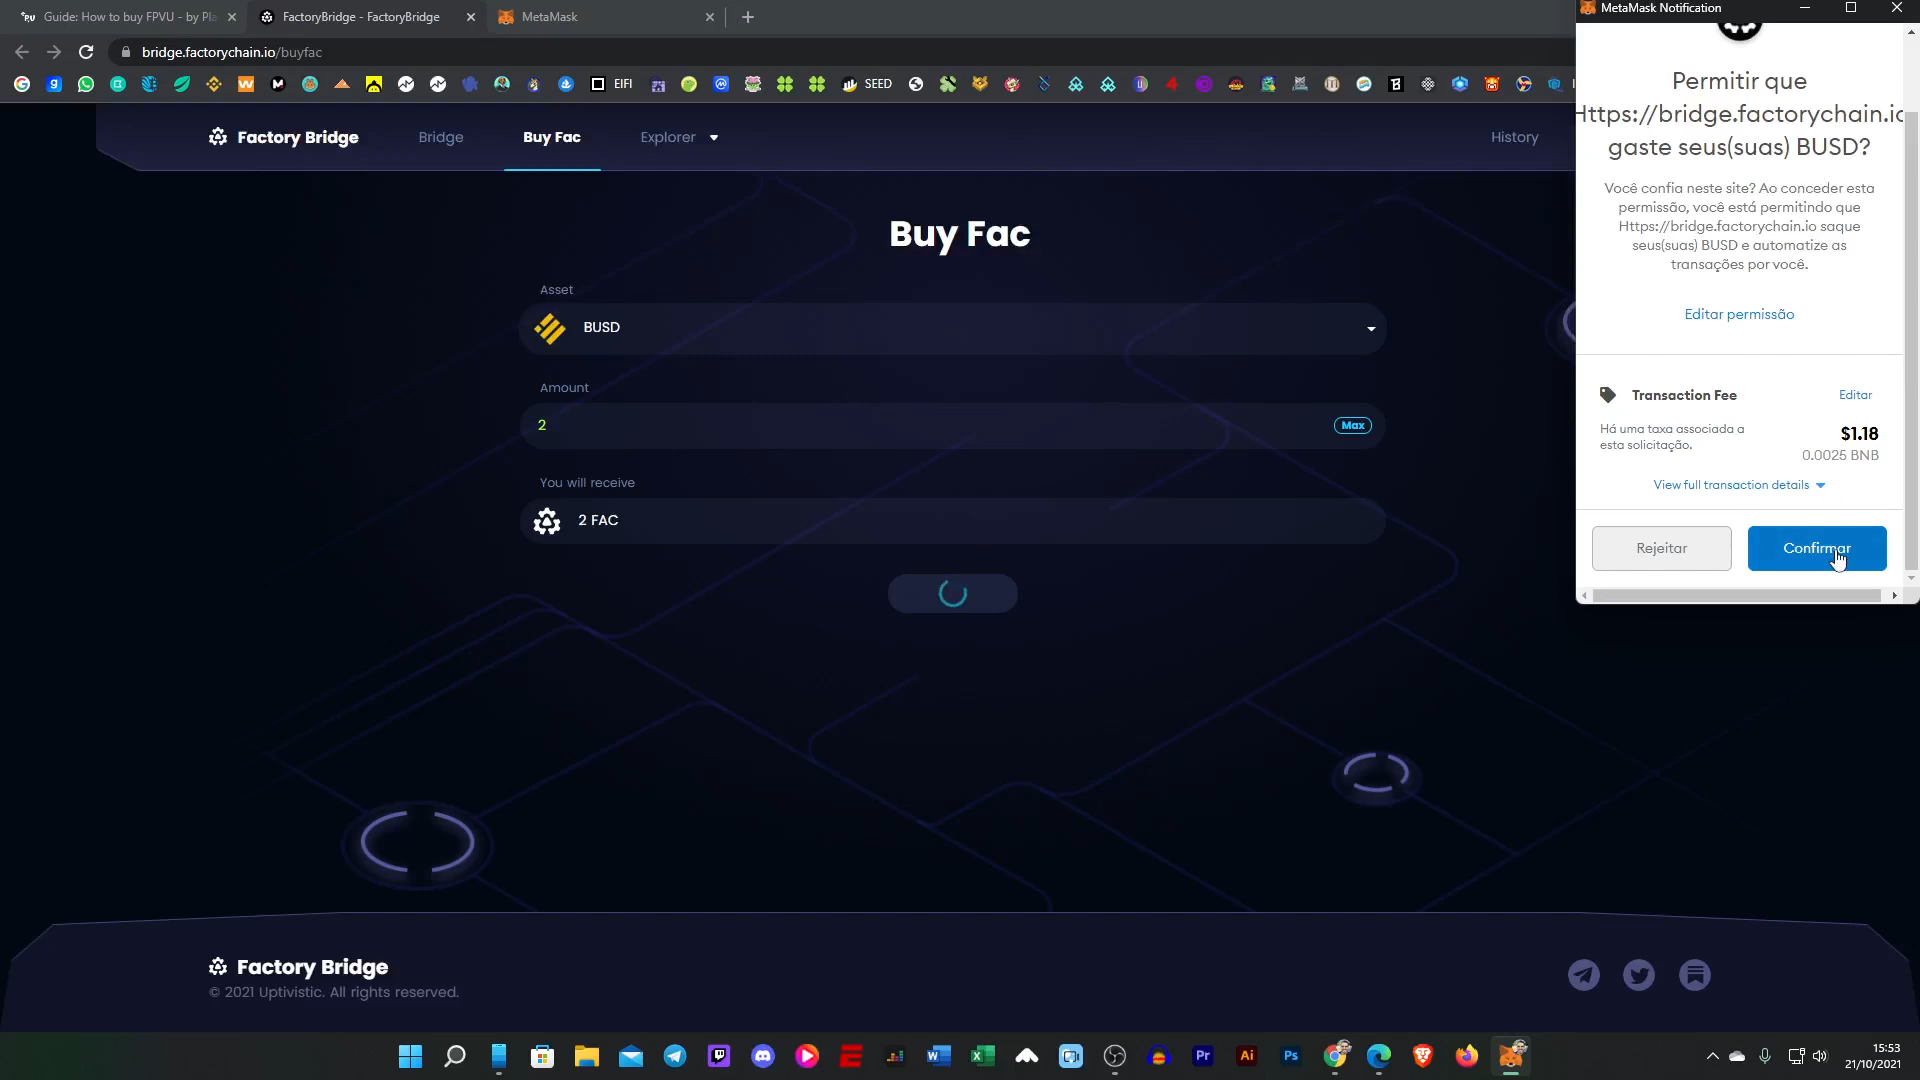 Guide: How to buy FPVU - by Pla
FactoryBridge - FactoryBridge
MetaMask
MetaMask Notification
bridge.factorychain.io/buyfac
EIFI
SEED
Factory Bridge
Bridge
Buy Fac
Explorer
History
Buy Fac
Asset
BUSD
Amount
2
Max
You will receive
2 FAC
Permitir que
Https://bridge.factorychain.io
gaste seus(suas) BUSD?
Você confia neste site? Ao conceder esta
permissão, você está permitindo que
Https://bridge.factorychain.io saque
seus(suas) BUSD e automatize as
transações por você.
Editar permissão
Transaction Fee
Editar
Há uma taxa associada a
esta solicitação.
$1.18
0.0025 BNB
View full transaction details
Rejeitar
Confirmar
Factory Bridge
© 2021 Uptivistic. All rights reserved.
15:53
21/10/2021